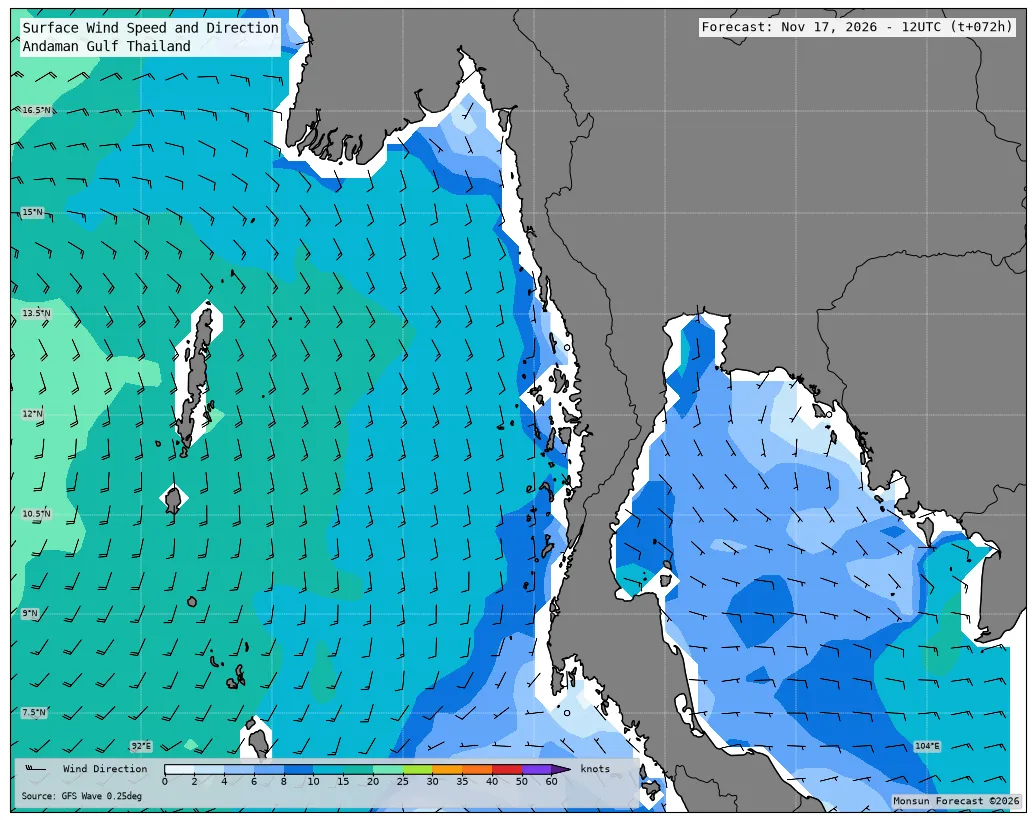 Surface Wind Speed and Direction
Andaman Gulf Thailand
Forecast: Nov 17, 2026 - 12UTC (t+072h)
16.5°N
15°N
13.5°N
12°N
10.5°N
9°N
7.5°N
92°E
104°E
Wind Direction
0 2 4 6 8 10 15 20 25 30 35 40 50 60
knots
Source: GFS Wave 0.25deg
Monsun Forecast ©2026